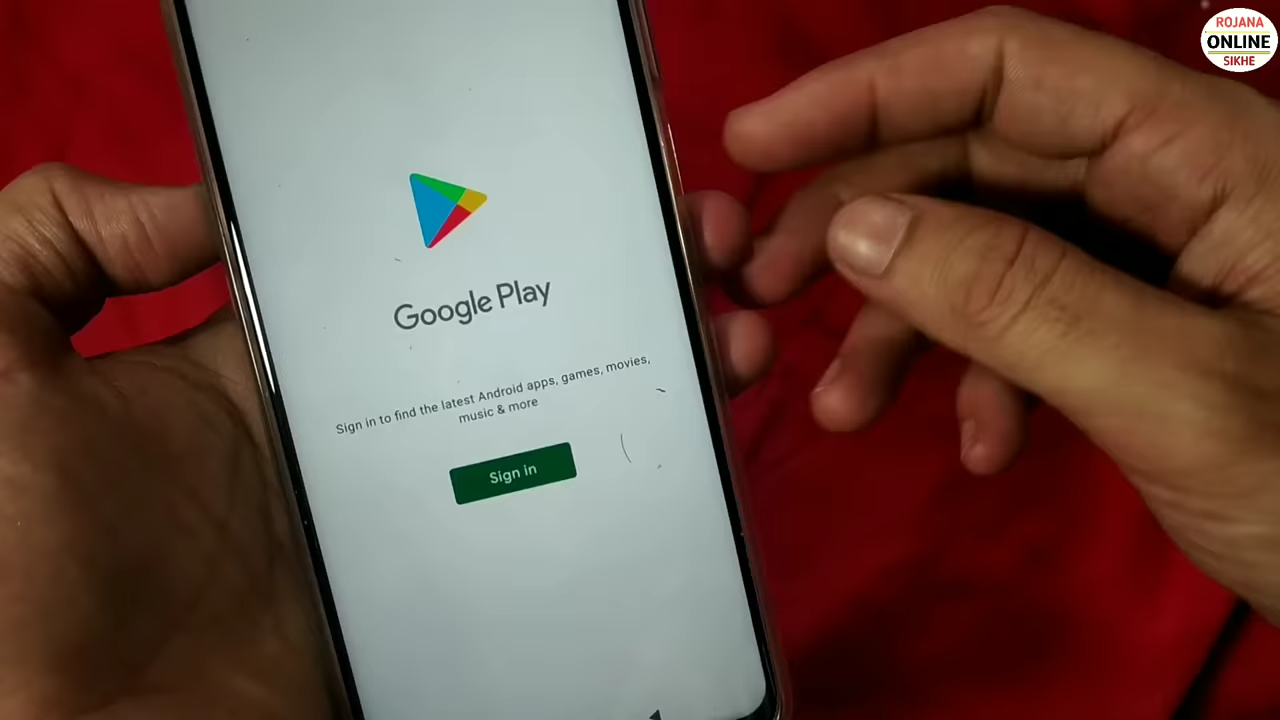 ROJANA
ONLINE
SIKHE
Google Play
Sign in to find the latest Android apps, games, movies,
music & more
Sign in